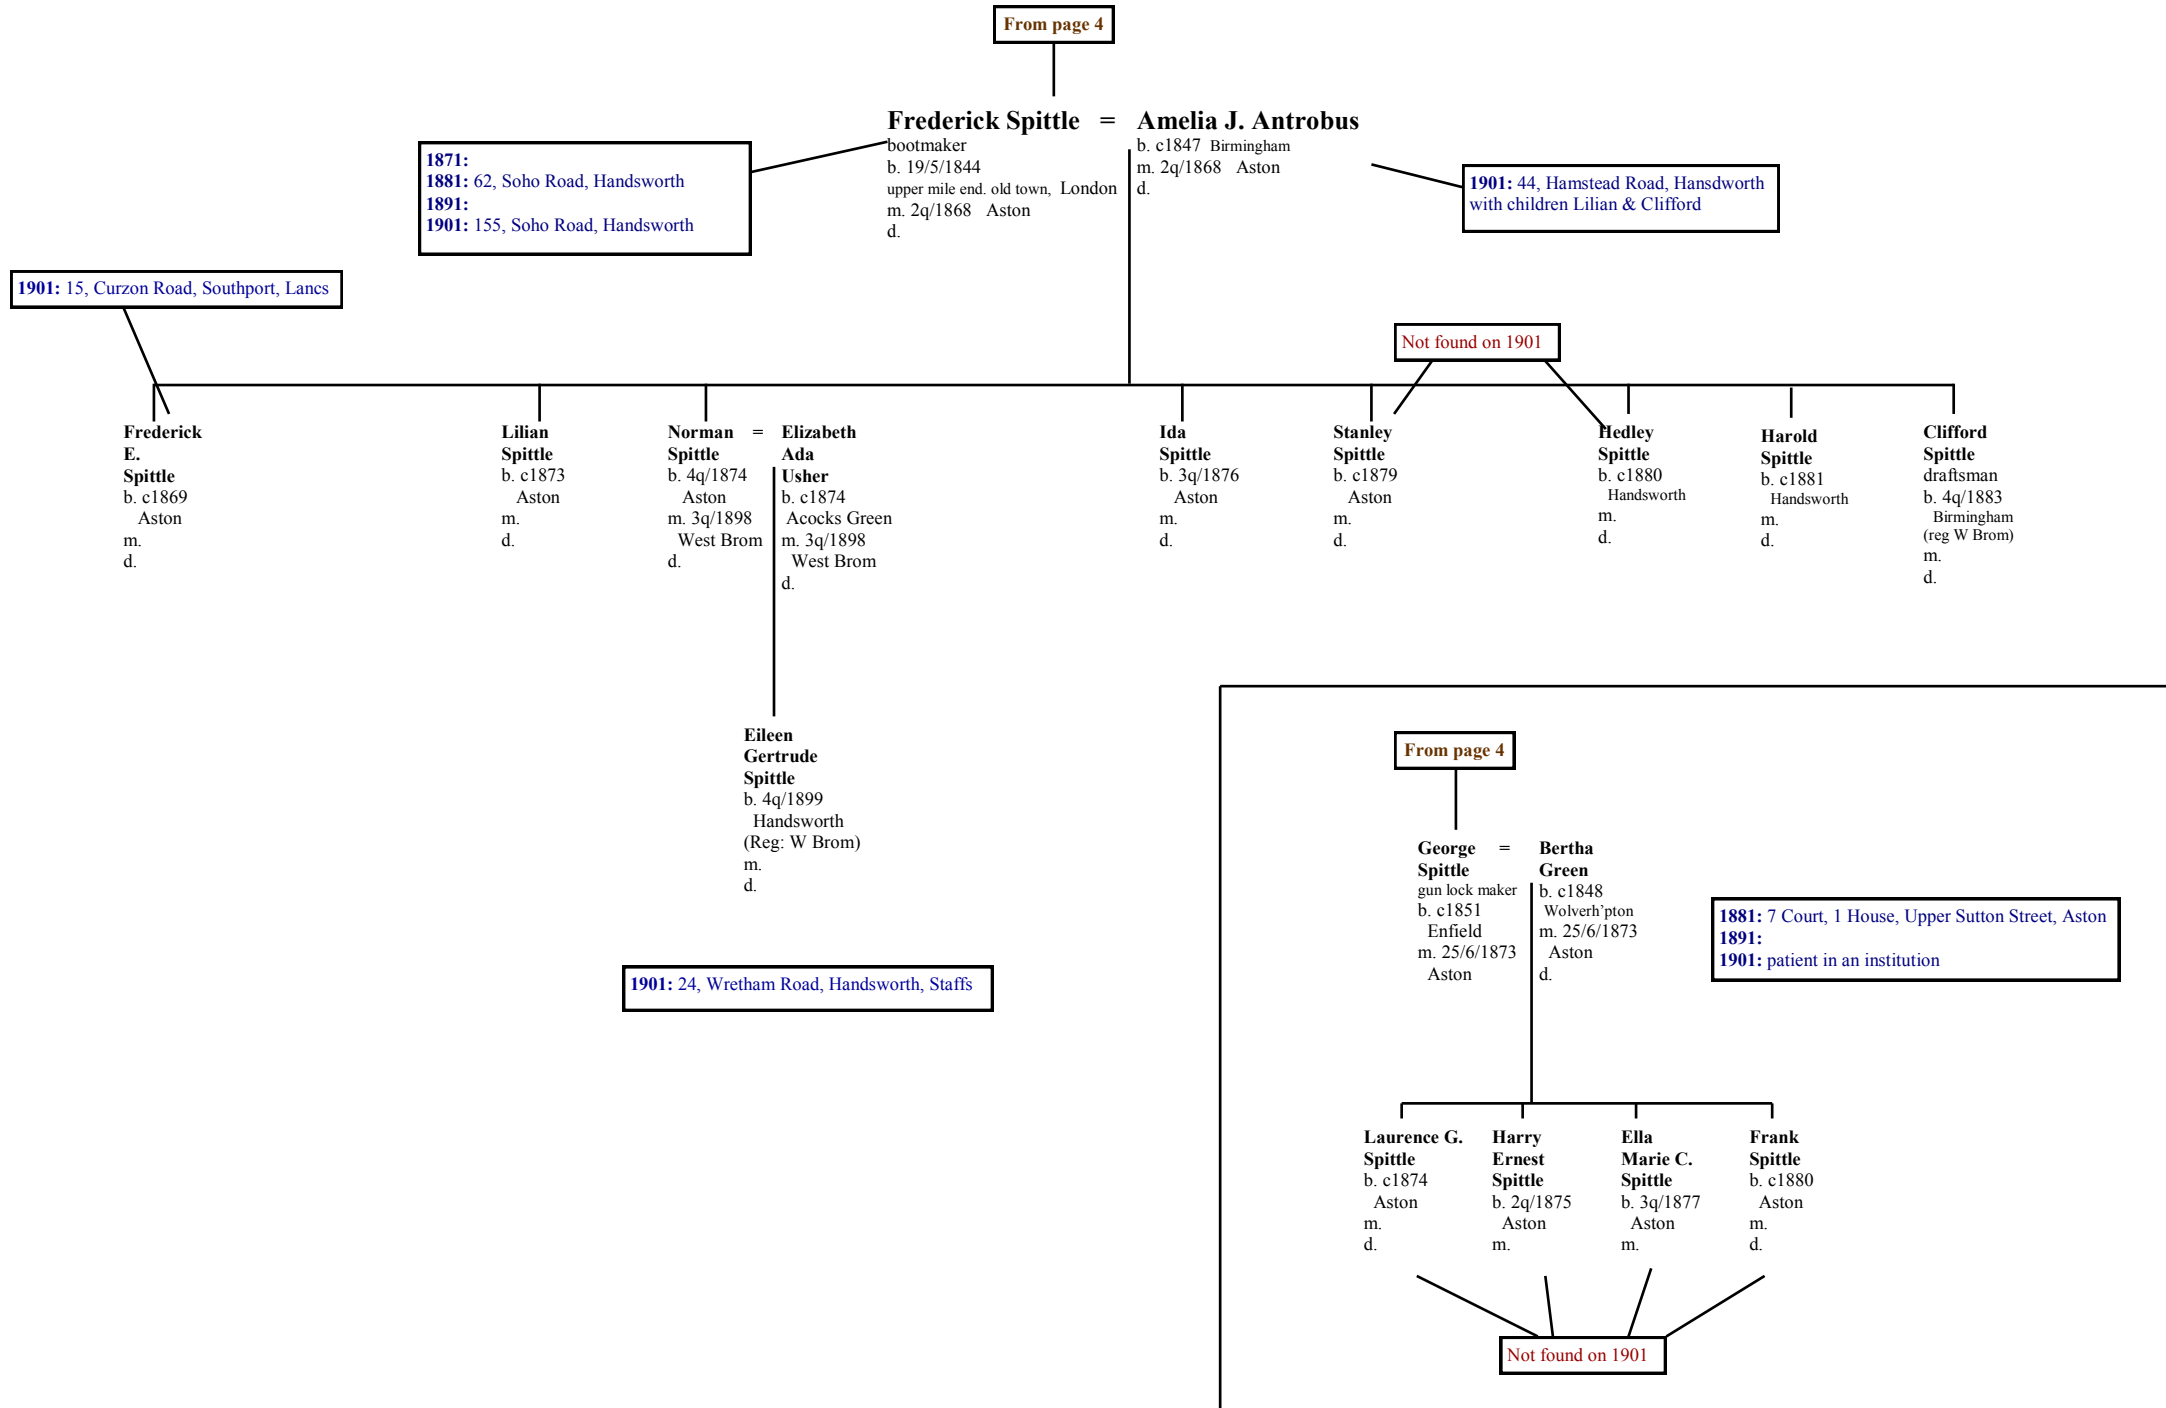 From page 4
Frederick Spittle = Amelia J. Antrobus
bootmaker
b. 19/5/1844
upper mile end. old town, London
m. 2q/1868 Aston
d.
b. c1847 Birmingham
m. 2q/1868 Aston
d.
1871:
1881: 62, Soho Road, Handsworth
1891:
1901: 155, Soho Road, Handsworth
1901: 44, Hamstead Road, Hansdworth
with children Lilian & Clifford
1901: 15, Curzon Road, Southport, Lancs
Not found on 1901
Frederick
E.
Spittle
b. c1869
Aston
m.
d.
Lilian
Spittle
b. c1873
Aston
m.
d.
Norman =
Spittle
b. 4q/1874
Aston
m. 3q/1898
West Brom
d.
Elizabeth
Ada
Usher
b. c1874
Acocks Green
m. 3q/1898
West Brom
d.
Ida
Spittle
b. 3q/1876
Aston
m.
d.
Stanley
Spittle
b. c1879
Aston
m.
d.
Hedley
Spittle
b. c1880
Handsworth
m.
d.
Harold
Spittle
b. c1881
Handsworth
m.
d.
Clifford
Spittle
draftsman
b. 4q/1883
Birmingham
(reg W Brom)
m.
d.
Eileen
Gertrude
Spittle
b. 4q/1899
Handsworth
(Reg: W Brom)
m.
d.
1901: 24, Wretham Road, Handsworth, Staffs
From page 4
George =
Spittle
gun lock maker
b. c1851
Enfield
m. 25/6/1873
Aston
Bertha
Green
b. c1848
Wolverh'pton
m. 25/6/1873
Aston
d.
1881: 7 Court, 1 House, Upper Sutton Street, Aston
1891:
1901: patient in an institution
Laurence G.
Spittle
b. c1874
Aston
m.
d.
Harry
Ernest
Spittle
b. 2q/1875
Aston
m.
Ella
Marie C.
Spittle
b. 3q/1877
Aston
m.
Frank
Spittle
b. c1880
Aston
m.
d.
Not found on 1901